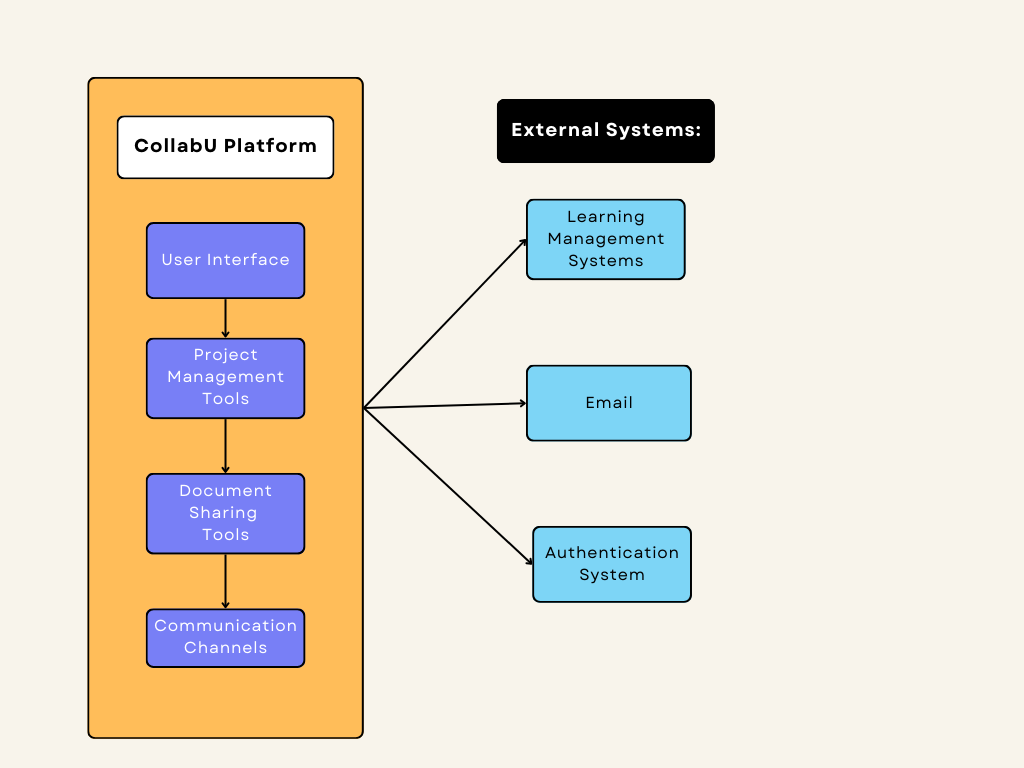 CollabU Platform
User Interface
Project
Management
Tools
Document
Sharing
Tools
Communication
Channels
External Systems:
Learning
Management
Systems
Email
Authentication
System